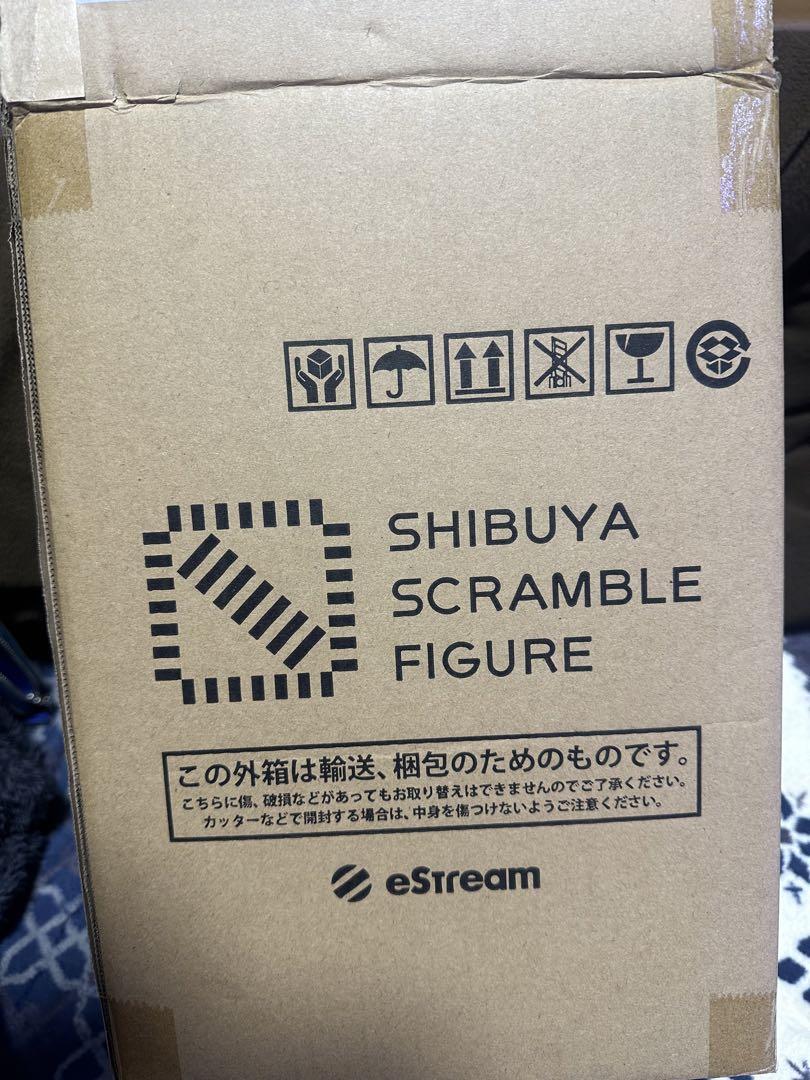 SHIBUYA
SCRAMBLE
FIGURE
この外箱は輸送、梱包のためのものです。
こちらに傷、破損などがあってもお取り替えはできませんのでご了承ください。
カッターなどで開封する場合は、中身を傷つけないようご注意ください。
eStream